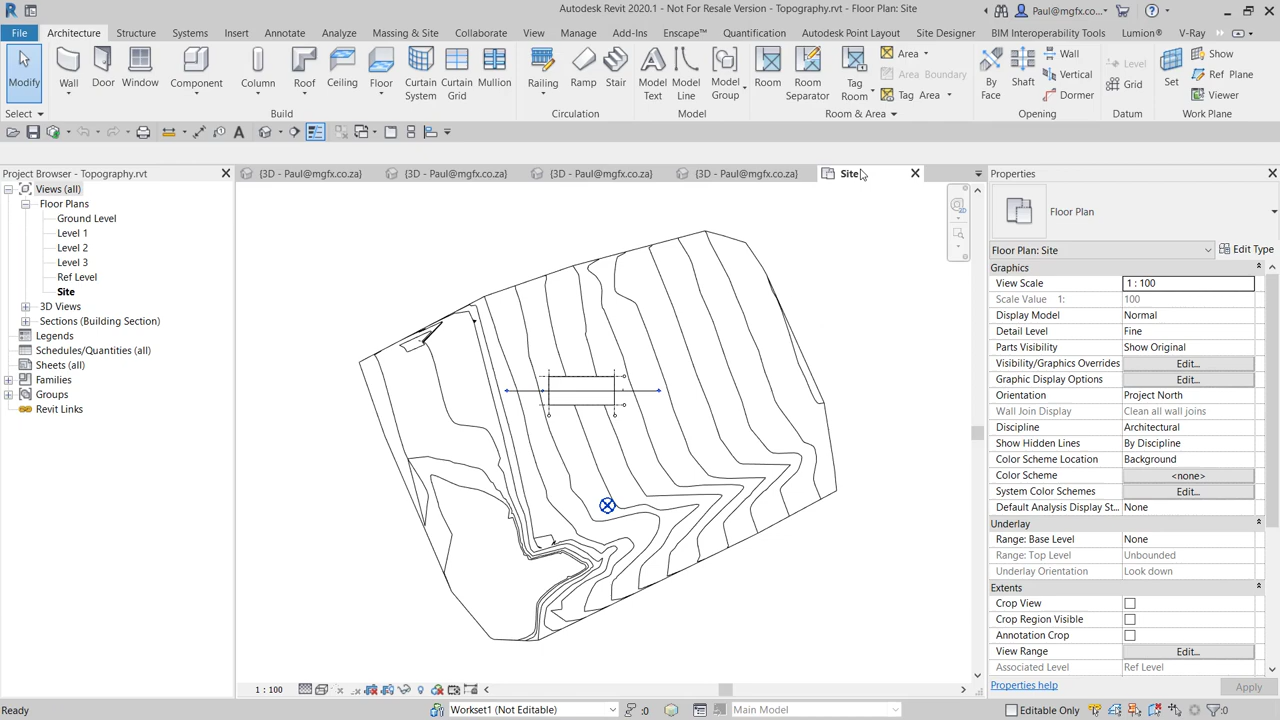 Autodesk Revit 2020.1 - Not For Resale Version - Topography.rvt - Floor Plan: Site
Paul@mgfx.co...
File Architecture Structure Systems Insert Annotate Analyze Massing & Site Collaborate View Manage Add-Ins Enscape™ Quantification Autodesk Point Layout Site Designer BIM Interoperability Tools Lumion® V-Ray
Modify
Wall
Door
Window
Component
Column
Roof
Ceiling
Floor
Curtain
System
Curtain
Grid
Mullion
Railing
Ramp
Stair
Model
Text
Model
Line
Model
Group
Room
Room
Separator
Tag
Room
Area
Area Boundary
Tag Area
By
Face
Shaft
Wall
Vertical
Dormer
Level
Grid
Set
Show
Ref Plane
Viewer
Select Build Circulation Model Room & Area Opening Datum Work Plane
Project Browser - Topography.rvt
{3D - Paul@mgfx.co.za}
{3D - Paul@mgfx.co.za}
{3D - Paul@mgfx.co.za}
{3D - Paul@mgfx.co.za}
Site
Properties
Views (all)
Floor Plans
Ground Level
Level 1
Level 2
Level 3
Ref Level
Site
3D Views
Sections (Building Section)
Legends
Schedules/Quantities (all)
Sheets (all)
Families
Groups
Revit Links
Floor Plan
Floor Plan: Site Edit Type
Graphics
View Scale 1 : 100
Scale Value 1: 100
Display Model Normal
Detail Level Fine
Parts Visibility Show Original
Visibility/Graphics Overrides Edit...
Graphic Display Options Edit...
Orientation Project North
Wall Join Display Clean all wall joins
Discipline Architectural
Show Hidden Lines By Discipline
Color Scheme Location Background
Color Scheme <none>
System Color Schemes Edit...
Default Analysis Display St... None
Underlay
Range: Base Level None
Range: Top Level Unbounded
Underlay Orientation Look down
Extents
Crop View
Crop Region Visible
Annotation Crop
View Range Edit...
Associated Level Ref Level
Properties help Apply
1 : 100
Ready
Workset1 (Not Editable)
:0
Main Model
Editable Only
:0